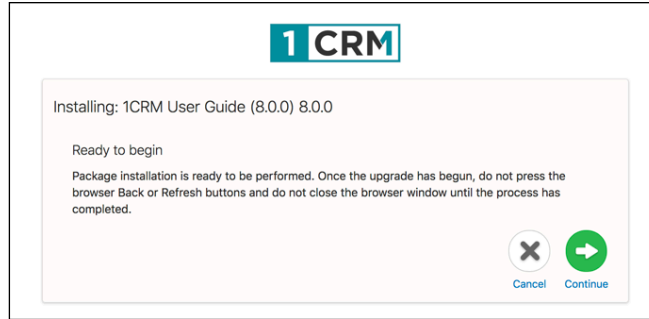 1 CRM
Installing: 1CRM User Guide (8.0.0) 8.0.0
Ready to begin
Package installation is ready to be performed. Once the upgrade has begun, do not press the
browser Back or Refresh buttons and do not close the browser window until the process has
completed.
Cancel Continue